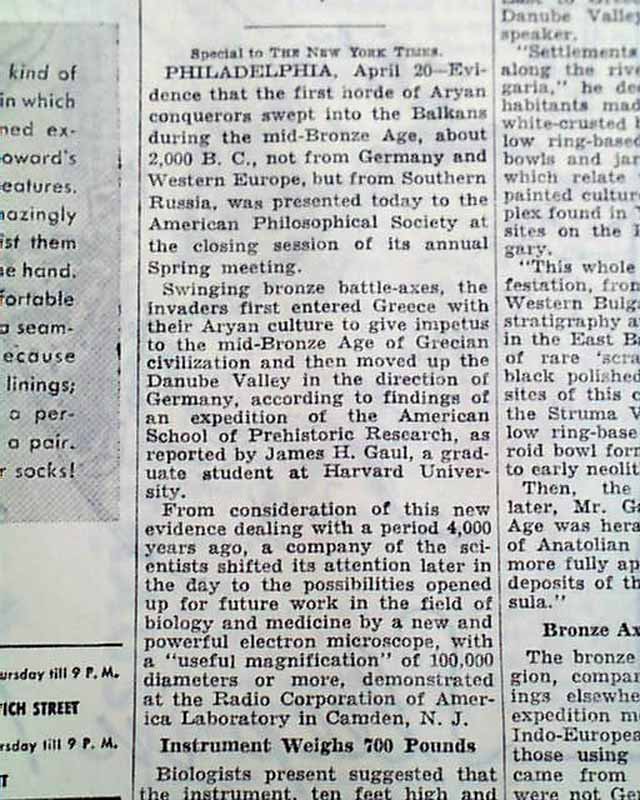 kind of
in which
ned ex-
oward's
eatures.
nazingly
ist them
se hand.
fortable
a seam-
ecause
linings;
a per-
a pair.
r socks!
ursday till 9 P. M.
ICH STREET
rsday till 9 P. M.
T
Special to THE NEW YORK TIMES.
PHILADELPHIA, April 20—Evi-
dence that the first horde of Aryan
conquerors swept into the Balkans
during the mid-Bronze Age, about
2,000 B. C., not from Germany and
Western Europe, but from Southern
Russia, was presented today to the
American Philosophical Society at
the closing session of its annual
Spring meeting.
Swinging bronze battle-axes, the
invaders first entered Greece with
their Aryan culture to give impetus
to the mid-Bronze Age of Grecian
civilization and then moved up the
Danube Valley in the direction of
Germany, according to findings of
an expedition of the American
School of Prehistoric Research, as
reported by James H. Gaul, a grad-
uate student at Harvard Univer-
sity.
From consideration of this new
evidence dealing with a period 4,000
years ago, a company of the sci-
entists shifted its attention later in
the day to the possibilities opened
up for future work in the field of
biology and medicine by a new and
powerful electron microscope, with
a "useful magnification" of 100,000
diameters or more, demonstrated
at the Radio Corporation of Amer-
ica Laboratory in Camden, N. J.
Instrument Weighs 700 Pounds
Biologists present suggested that
the instrument, ten feet high and
Danube Valley
speaker.
"Settlements
along the rive
garia," he de
habitants mad
white-crusted b
low ring-based
bowls and jar
which relate
painted culture
plex found in
sites on the
gary.
"This whole
festation, from
Western Bulg
stratigraphy a
in the East Ba
of rare 'scra
black polished
sites of this c
the Struma V
low ring-base
roid bowl form
to early neolit
Then, the
later, Mr. Ga
Age was hera
of Anatolian
more fully ap
deposits of th
sula."
Bronze Ax
The bronze
gion, compar
ings elsewhe
expedition m
Indo-Europea
those using
came from
were not Ge